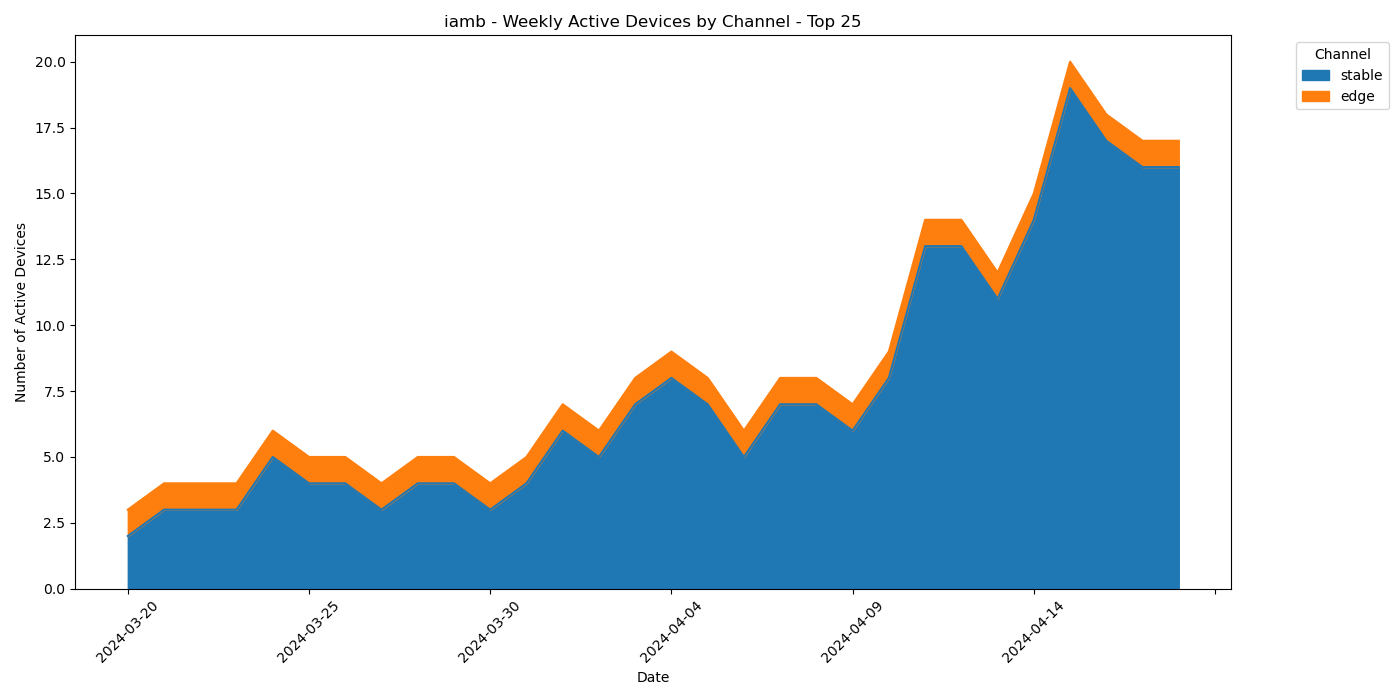 iamb - Weekly Active Devices by Channel - Top 25
Channel
stable
edge
Number of Active Devices
20.0
17.5
15.0
12.5
10.0
7.5
5.0
2.5
0.0
2024-03-20
2024-03-25
2024-03-30
2024-04-04
2024-04-09
2024-04-14
Date